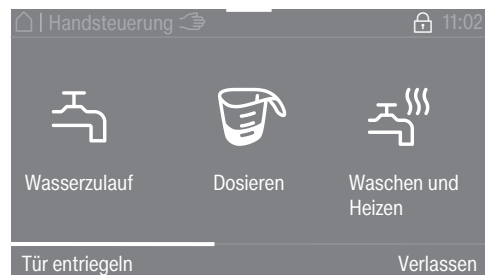 | Handsteuerung 11:02
Wasserzulauf Dosieren Waschen und
Heizen
Tür entriegeln Verlassen